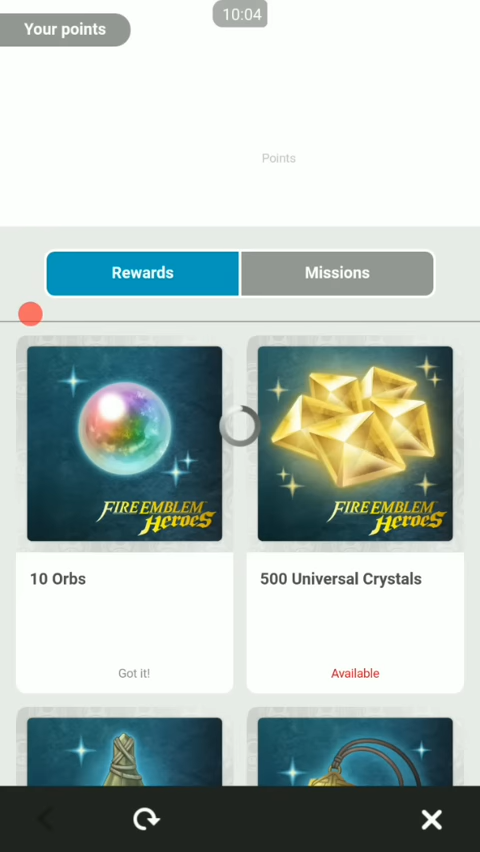 10:04
Your points
Points
Rewards
Missions
FIRE EMBLEM
Heroes
FIRE EMBLEM
Heroes
10 Orbs
500 Universal Crystals
Got it!
Available